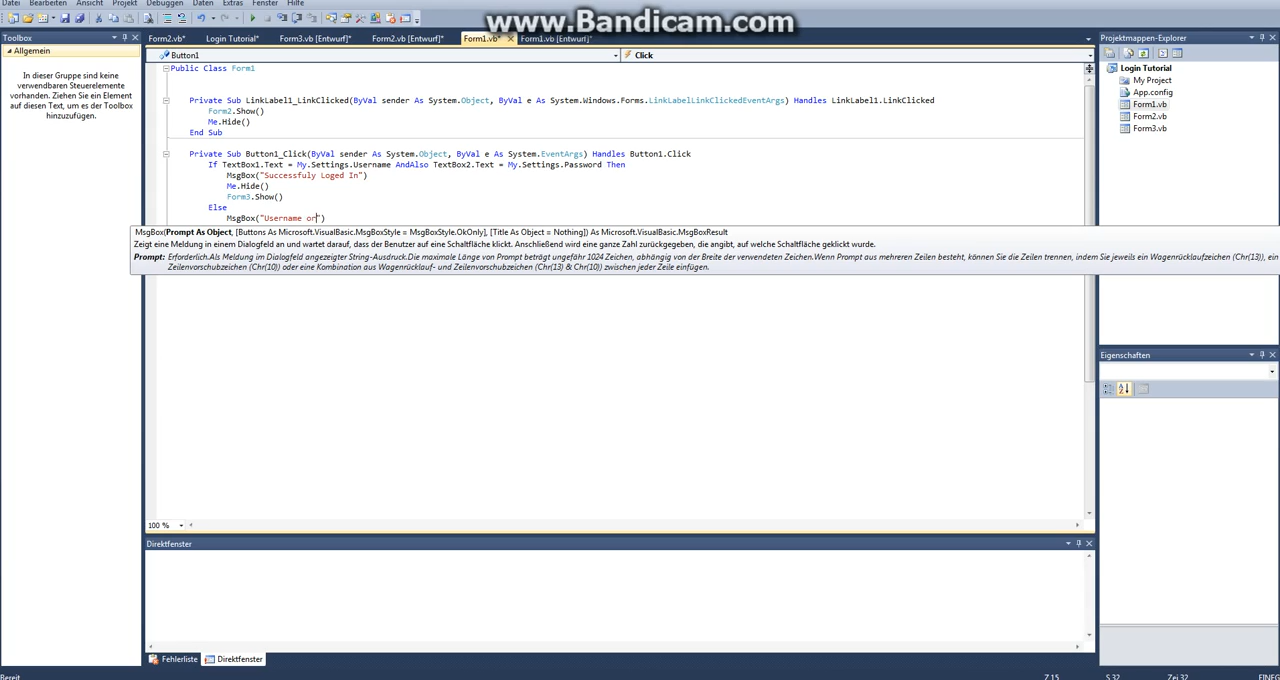 www.Bandicam.com
Datei Bearbeiten Ansicht Projekt Erstellen Debuggen Daten Extras Fenster Hilfe
Toolbox
Allgemein
In dieser Gruppe sind keine
verwendbaren Steuerelemente
vorhanden. Ziehen Sie ein Element
auf diesen Text, um es der Toolbox
hinzuzufügen.
Form2.vb* Login Tutorial* Form3.vb [Entwurf]* Form2.vb [Entwurf]* Form1.vb* Form1.vb [Entwurf]*
Button1 Click
Public Class Form1
Private Sub LinkLabel1_LinkClicked(ByVal sender As System.Object, ByVal e As System.Windows.Forms.LinkLabelLinkClickedEventArgs) Handles LinkLabel1.LinkClicked
Form2.Show()
Me.Hide()
End Sub
Private Sub Button1_Click(ByVal sender As System.Object, ByVal e As System.EventArgs) Handles Button1.Click
If TextBox1.Text = My.Settings.Username AndAlso TextBox2.Text = My.Settings.Password Then
MsgBox("Successfuly Loged In")
Me.Hide()
Form3.Show()
Else
MsgBox("Username or")
MsgBox(Prompt As Object, [Buttons As Microsoft.VisualBasic.MsgBoxStyle = MsgBoxStyle.OkOnly], [Title As Object = Nothing]) As Microsoft.VisualBasic.MsgBoxResult
Zeigt eine Meldung in einem Dialogfeld an und wartet darauf, dass der Benutzer auf eine Schaltfläche klickt. Anschließend wird eine ganze Zahl zurückgegeben, die angibt, auf welche Schaltfläche geklickt wurde.
Prompt: Erforderlich.Als Meldung im Dialogfeld angezeigter String-Ausdruck.Die maximale Länge von Prompt beträgt ungefähr 1024 Zeichen, abhängig von der Breite der verwendeten Zeichen.Wenn Prompt aus mehreren Zeilen besteht, können Sie die Zeilen trennen, indem Sie jeweils ein Wagenrücklaufzeichen (Chr(13)), ein
Zeilenvorschubzeichen (Chr(10)) oder eine Kombination aus Wagenrücklauf- und Zeilenvorschubzeichen (Chr(13) & Chr(10)) zwischen jeder Zeile einfügen.
100 %
Direktfenster
Fehlerliste Direktfenster
Projektmappen-Explorer
Login Tutorial
My Project
App.config
Form1.vb
Form2.vb
Form3.vb
Eigenschaften
Bereit Z 15 S 32 Zei 32 EINFG